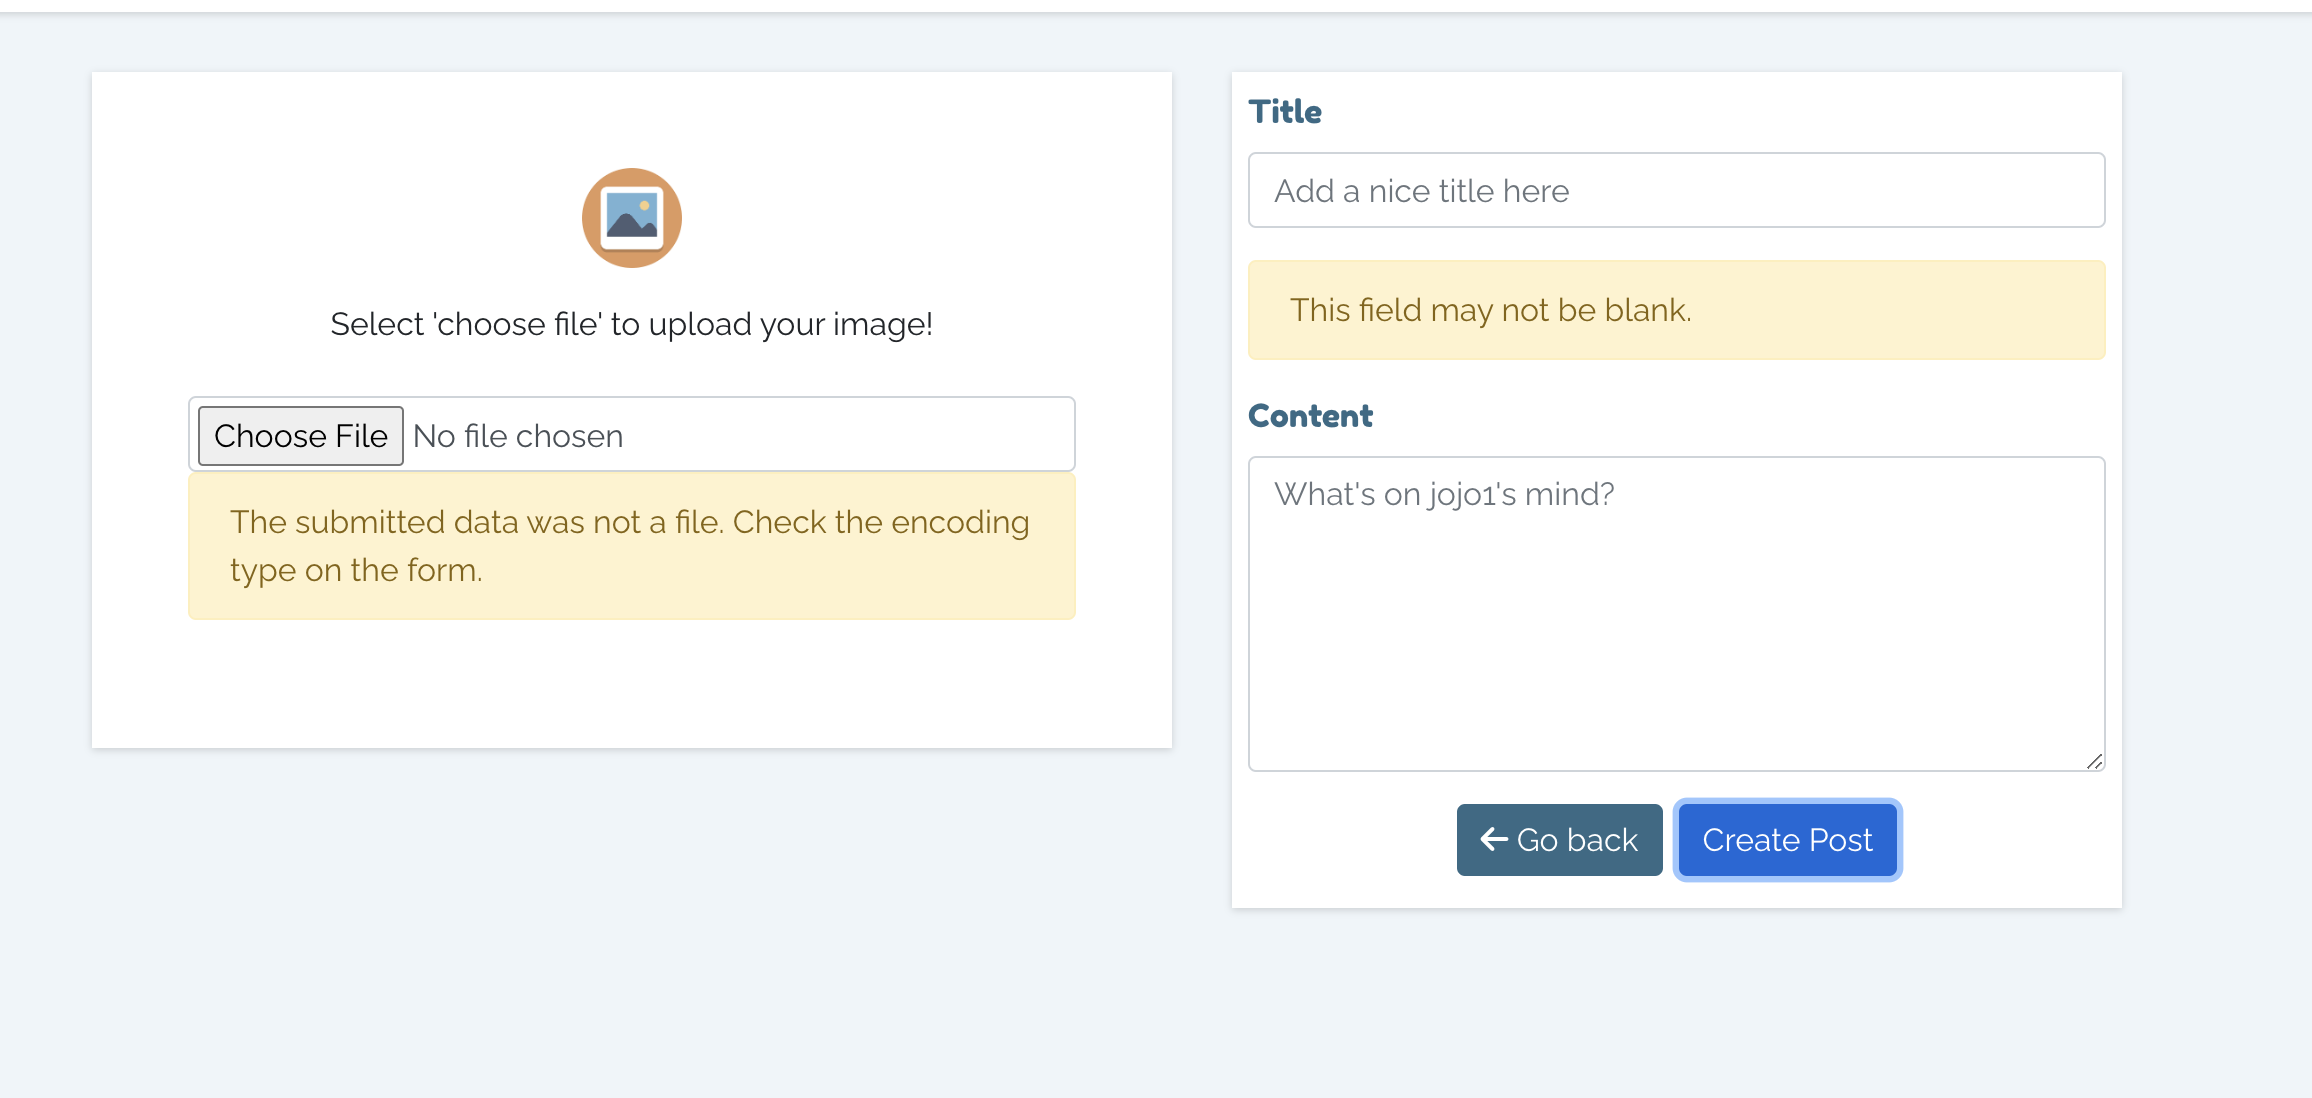 Select 'choose file' to upload your image!
Choose File No file chosen
The submitted data was not a file. Check the encoding
type on the form.
Title
Add a nice title here
This field may not be blank.
Content
What's on jojo1's mind?
Go back Create Post